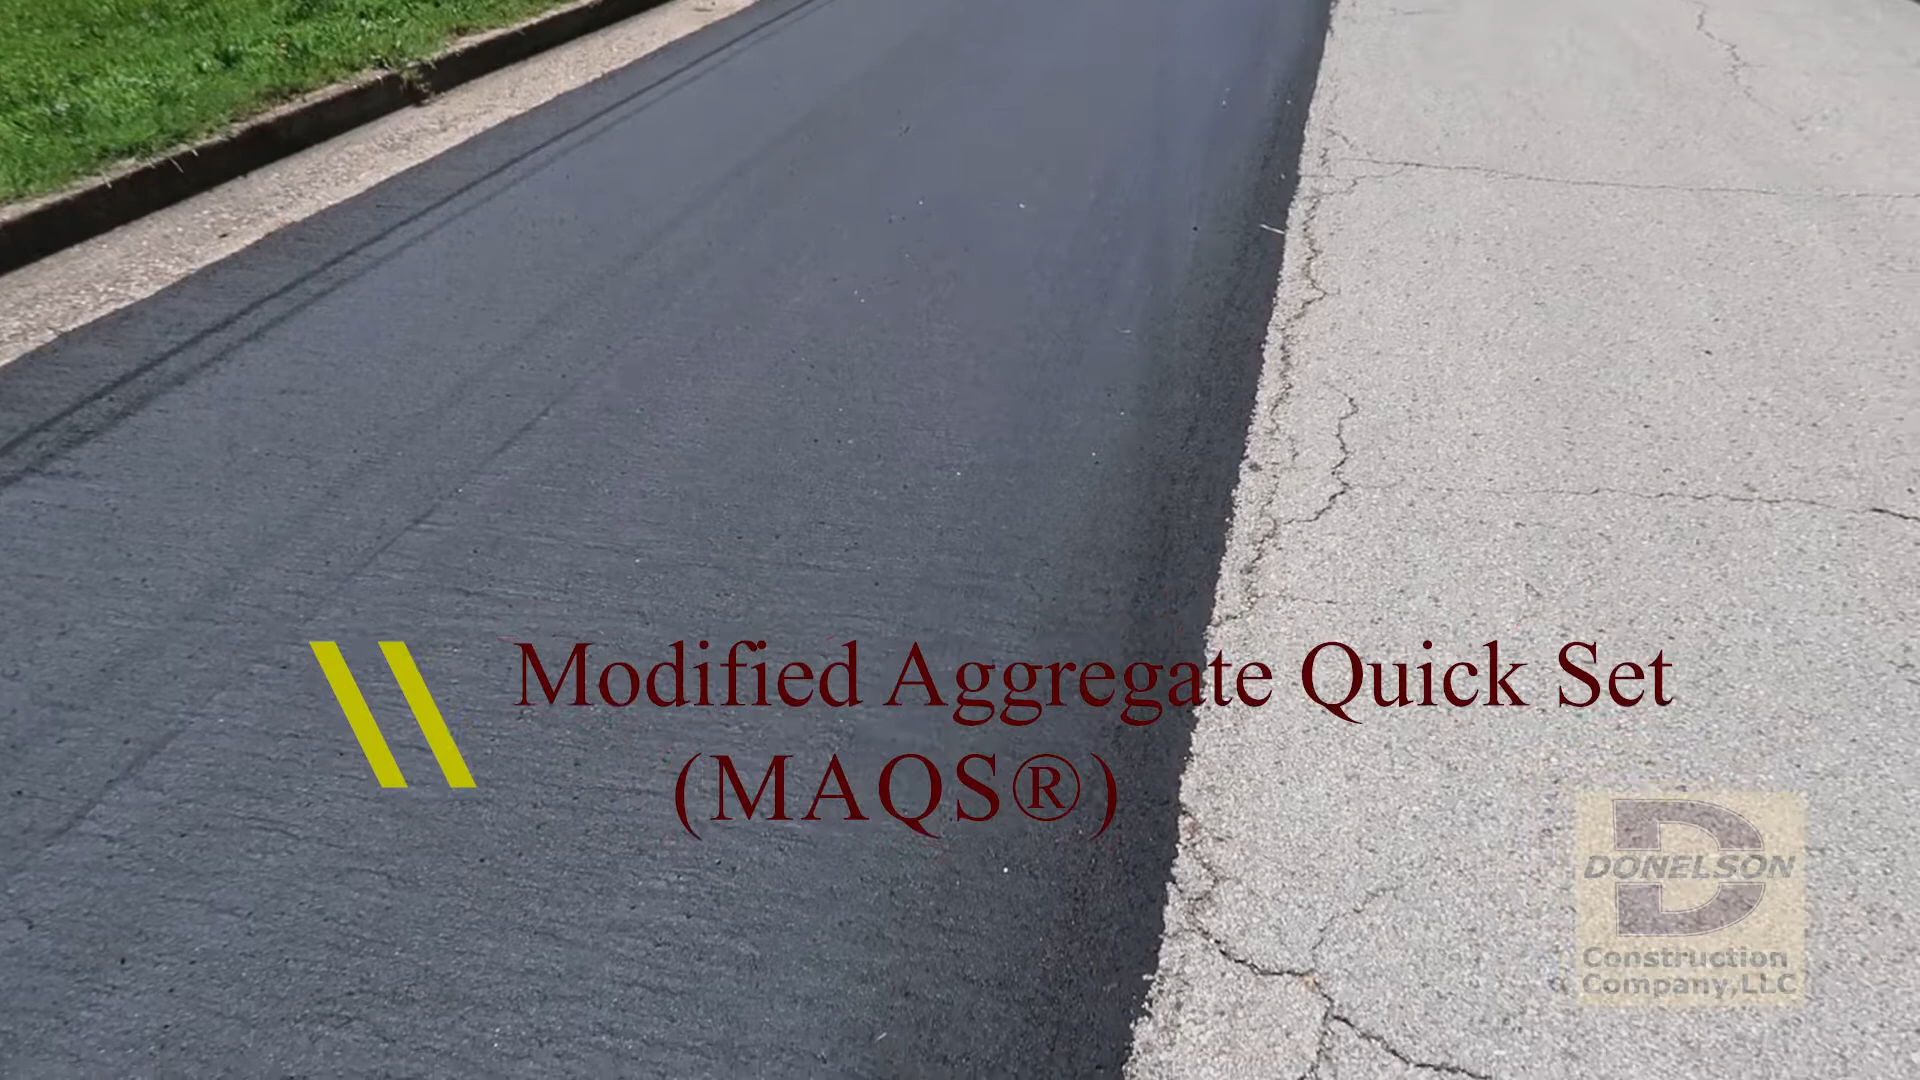 Modified Aggregate Quick Set
(MAQS®)
D
DONELSON
Construction
Company, LLC